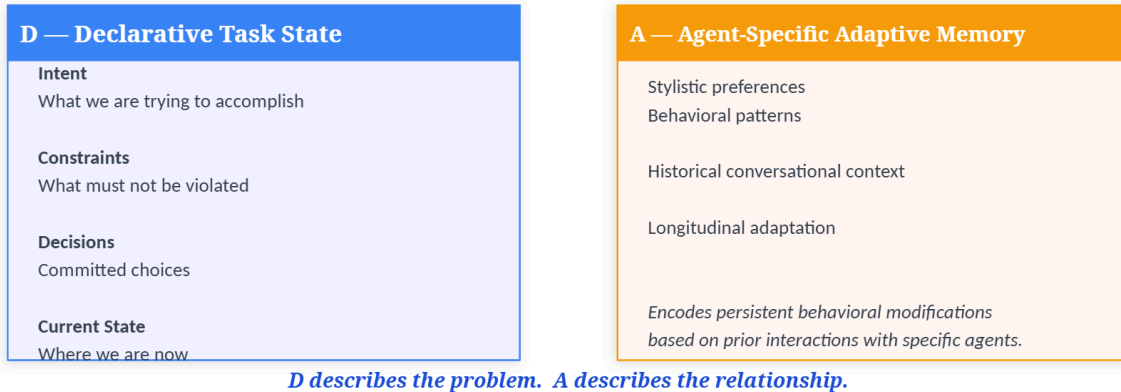 D — Declarative Task State
Intent
What we are trying to accomplish
Constraints
What must not be violated
Decisions
Committed choices
Current State
Where we are now
A — Agent-Specific Adaptive Memory
Stylistic preferences
Behavioral patterns
Historical conversational context
Longitudinal adaptation
Encodes persistent behavioral modifications
based on prior interactions with specific agents.
D describes the problem.  A describes the relationship.